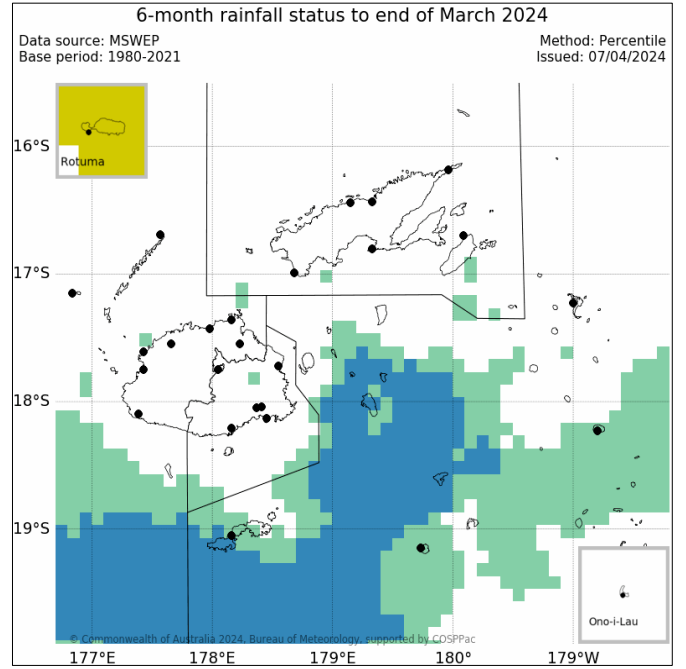 6-month rainfall status to end of March 2024
Data source: MSWEP
Base period: 1980-2021
Method: Percentile
Issued: 07/04/2024
Rotuma
16°S
17°S
18°S
19°S
Ono-i-Lau
© Commonwealth of Australia 2024, Bureau of Meteorology, supported by COSPPac
177°E
178°E
179°E
180°
179°W